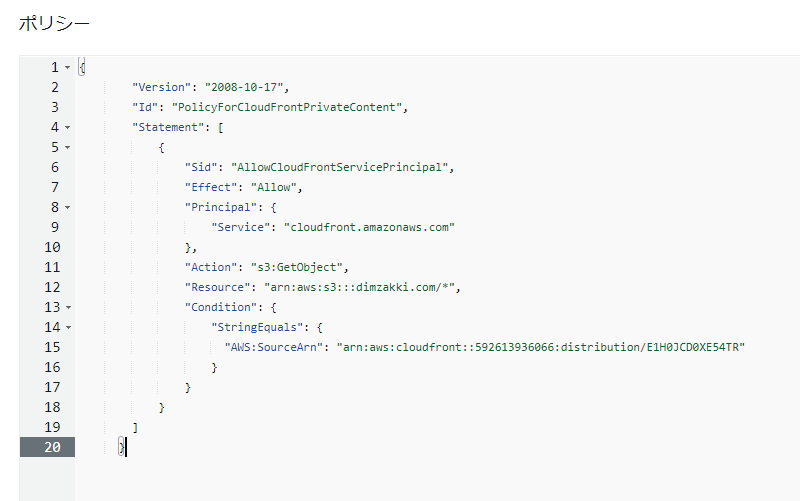 ポリシー
1 {
2 "Version": "2008-10-17",
3 "Id": "PolicyForCloudFrontPrivateContent",
4 "Statement": [
5 {
6 "Sid": "AllowCloudFrontServicePrincipal",
7 "Effect": "Allow",
8 "Principal": {
9 "Service": "cloudfront.amazonaws.com"
10 },
11 "Action": "s3:GetObject",
12 "Resource": "arn:aws:s3:::dimzakki.com/*",
13 "Condition": {
14 "StringEquals": {
15 "AWS:SourceArn": "arn:aws:cloudfront::592613936066:distribution/E1H0JCD0XE54TR"
16 }
17 }
18 }
19 ]
20 }